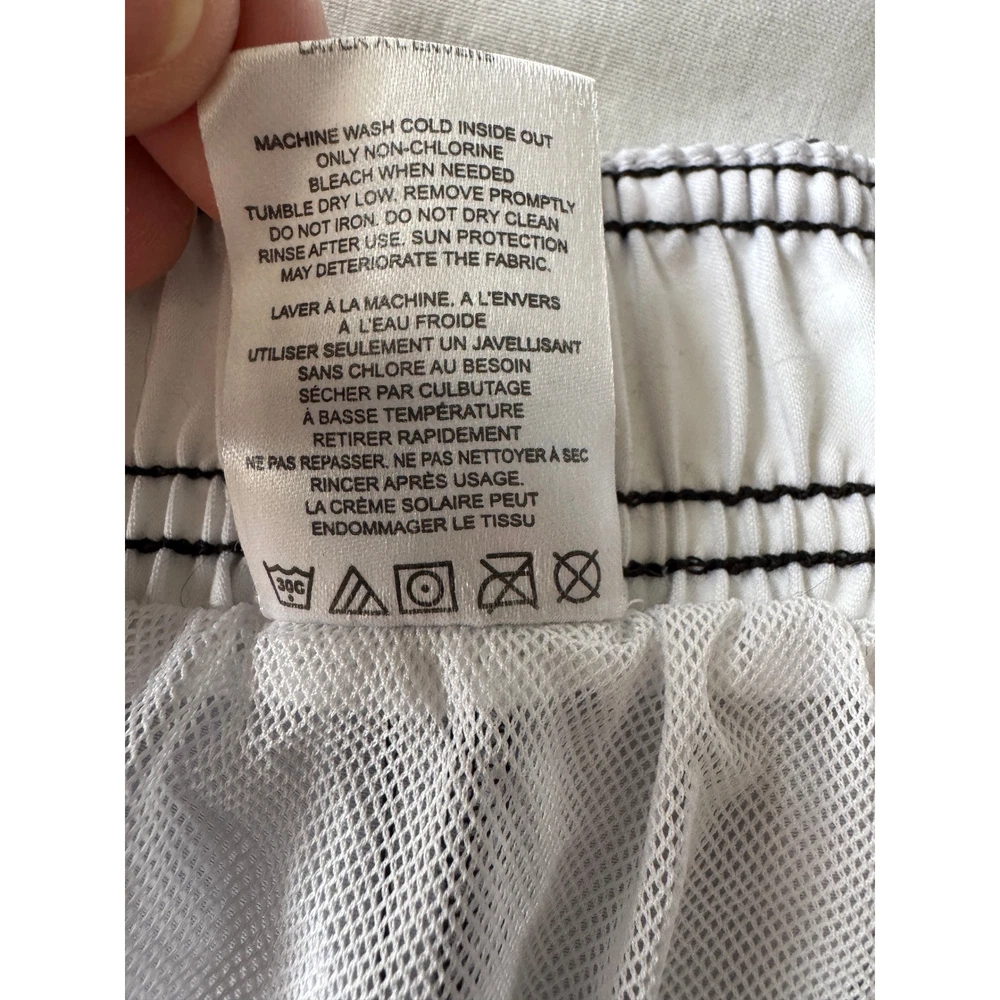 MACHINE WASH COLD INSIDE OUT
ONLY NON-CHLORINE
BLEACH WHEN NEEDED
TUMBLE DRY LOW. REMOVE PROMPTLY
DO NOT IRON. DO NOT DRY CLEAN
RINSE AFTER USE. SUN PROTECTION
MAY DETERIORATE THE FABRIC.
LAVER À LA MACHINE. A L'ENVERS
A L'EAU FROIDE
UTILISER SEULEMENT UN JAVELLISANT
SANS CHLORE AU BESOIN
SÉCHER PAR CULBUTAGE
À BASSE TEMPÉRATURE
RETIRER RAPIDEMENT
NE PAS REPASSER. NE PAS NETTOYER À SEC
RINCER APRÈS USAGE.
LA CRÈME SOLAIRE PEUT
ENDOMMAGER LE TISSU
30C